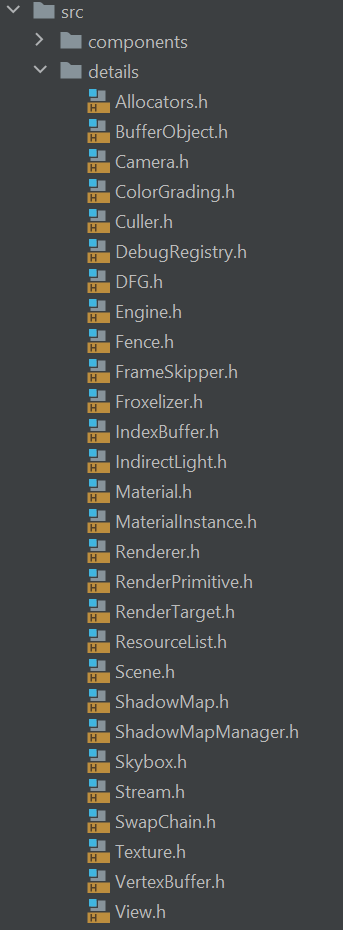 src
components
details
Allocators.h
BufferObject.h
Camera.h
ColorGrading.h
Culler.h
DebugRegistry.h
DFG.h
Engine.h
Fence.h
FrameSkipper.h
Froxelizer.h
IndexBuffer.h
IndirectLight.h
Material.h
MaterialInstance.h
Renderer.h
RenderPrimitive.h
RenderTarget.h
ResourceList.h
Scene.h
ShadowMap.h
ShadowMapManager.h
Skybox.h
Stream.h
SwapChain.h
Texture.h
VertexBuffer.h
View.h